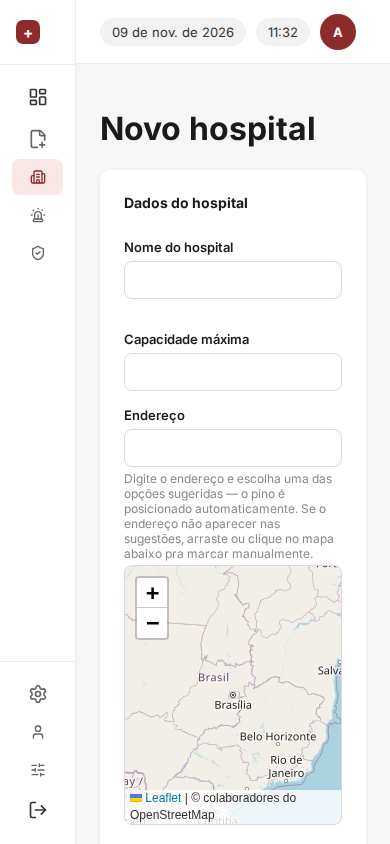 09 de nov. de 2026
11:32
A
Novo hospital
Dados do hospital
Nome do hospital
Capacidade máxima
Endereço
Digite o endereço e escolha uma das
opções sugeridas — o pino é
posicionado automaticamente. Se o
endereço não aparecer nas
sugestões, arraste ou clique no mapa
abaixo pra marcar manualmente.
+
−
Brasil
Salva
Brasília
Belo Horizonte
Rio de
Janeiro
ay /
Leaflet | © colaboradores do
OpenStreetMap